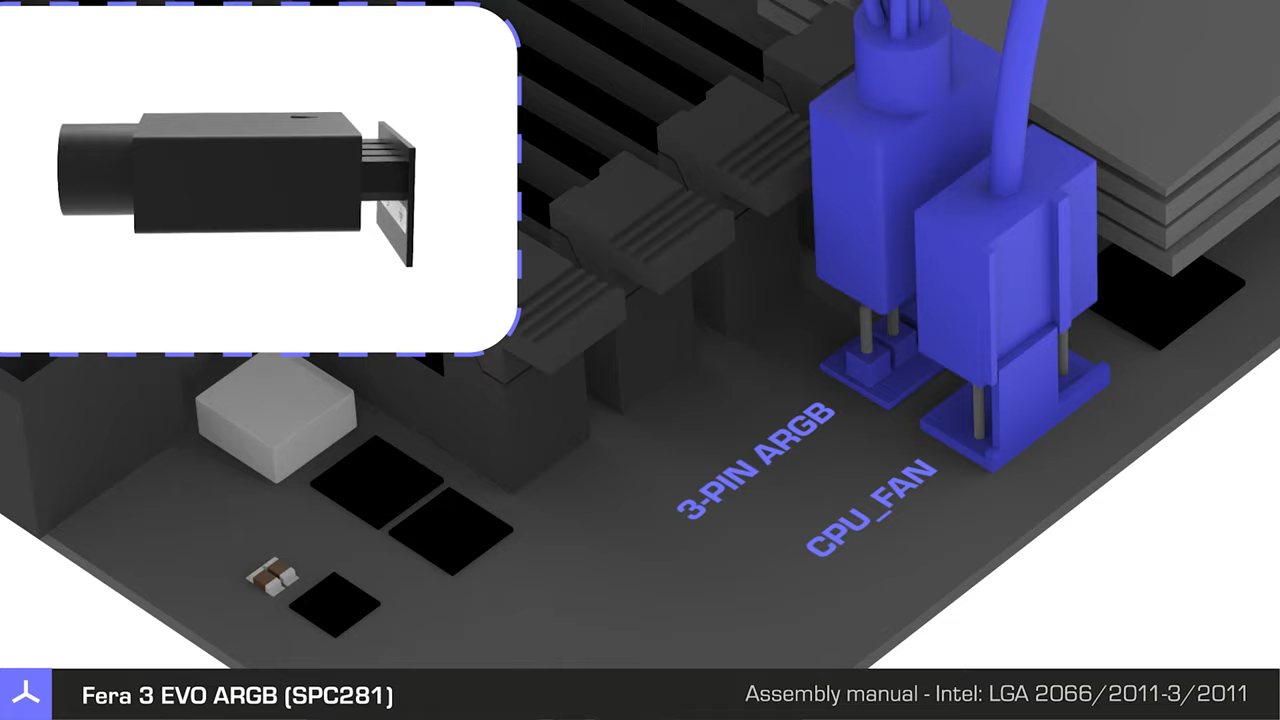 3-PIN ARGB
CPU_FAN
Fera 3 EVO ARGB (SPC281)
Assembly manual - Intel: LGA 2066/2011-3/2011